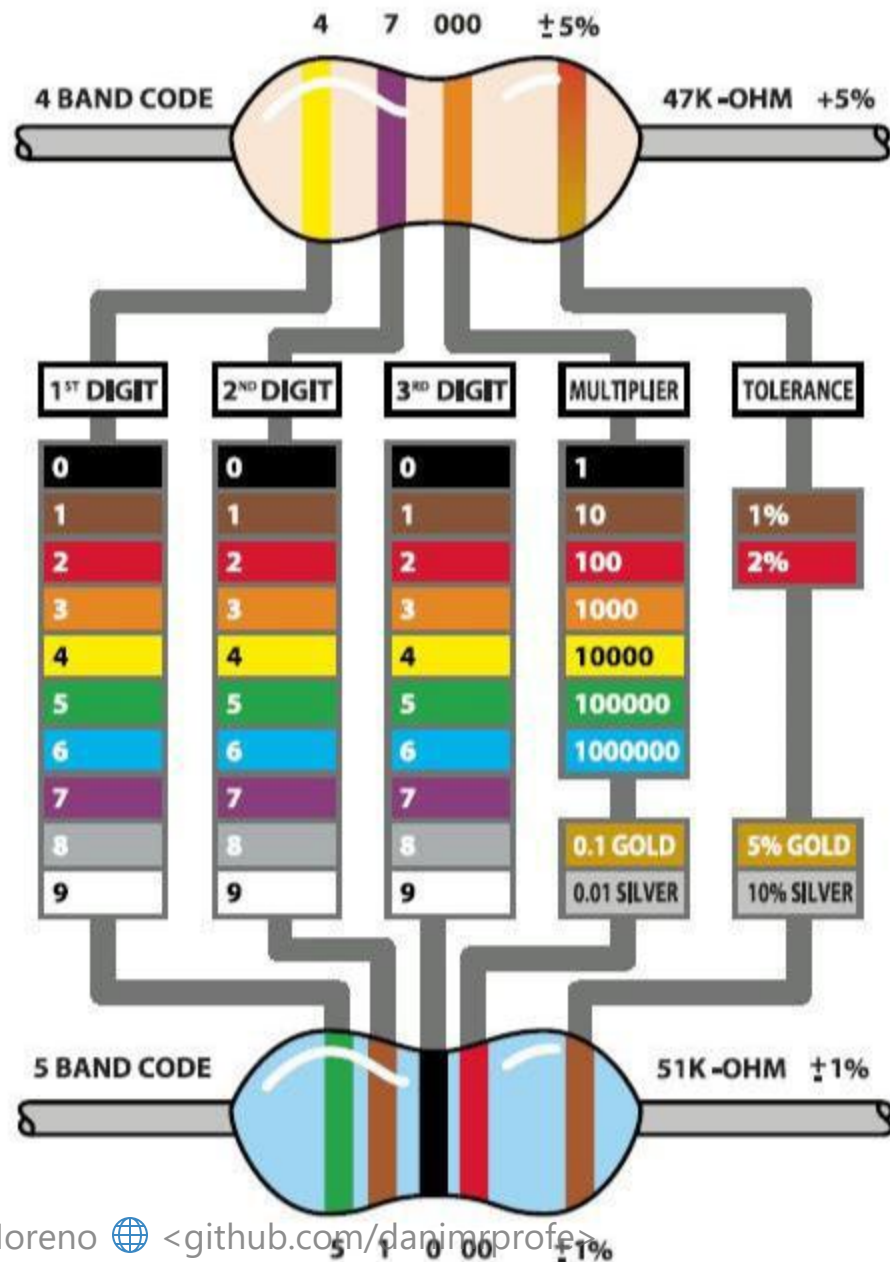 4 7 000 ±5%
4 BAND CODE 47K-OHM +5%
1ST DIGIT 2ND DIGIT 3RD DIGIT MULTIPLIER TOLERANCE
0 0 0 1
1 1 1 10 1%
2 2 2 100 2%
3 3 3 1000
4 4 4 10000
5 5 5 100000
6 6 6 1000000
7 7 7
8 8 8 0.1 GOLD 5% GOLD
9 9 9 0.01 SILVER 10% SILVER
5 BAND CODE 51K-OHM ±1%
<github.com/danimrprofe>
5 1 0 00 ±1%